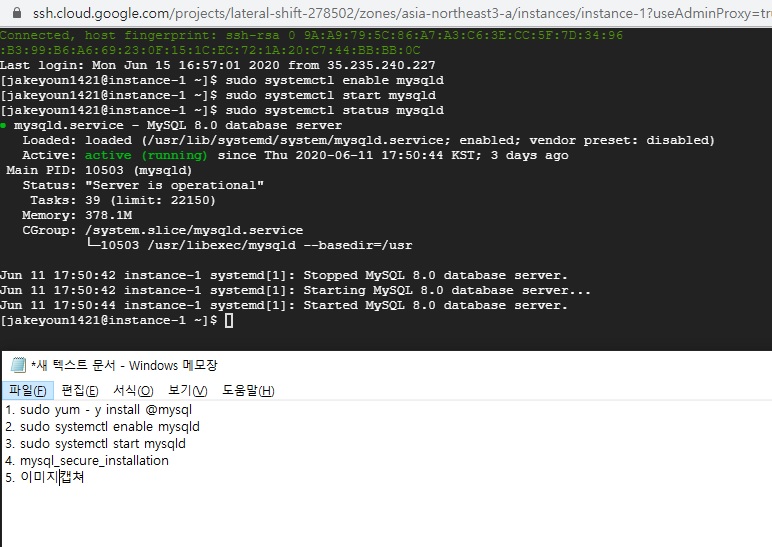 ssh.cloud.google.com/projects/lateral-shift-278502/zones/asia-northeast3-a/instances/instance-1?useAdminProxy=tru
Connected, host fingerprint: ssh-rsa 0 9A:A9:79:5C:86:A7:A3:C6:3E:CC:5F:7D:34:96
:B3:99:B6:A6:69:23:0F:15:1C:EC:72:1A:20:C7:44:BB:BB:0C
Last login: Mon Jun 15 16:57:01 2020 from 35.235.240.227
[jakeyoun1421@instance-1 ~]$ sudo systemctl enable mysqld
[jakeyoun1421@instance-1 ~]$ sudo systemctl start mysqld
[jakeyoun1421@instance-1 ~]$ sudo systemctl status mysqld
● mysqld.service - MySQL 8.0 database server
Loaded: loaded (/usr/lib/systemd/system/mysqld.service; enabled; vendor preset: disabled)
Active: active (running) since Thu 2020-06-11 17:50:44 KST; 3 days ago
Main PID: 10503 (mysqld)
Status: "Server is operational"
Tasks: 39 (limit: 22150)
Memory: 378.1M
CGroup: /system.slice/mysqld.service
└─10503 /usr/libexec/mysqld --basedir=/usr
Jun 11 17:50:42 instance-1 systemd[1]: Stopped MySQL 8.0 database server.
Jun 11 17:50:42 instance-1 systemd[1]: Starting MySQL 8.0 database server...
Jun 11 17:50:44 instance-1 systemd[1]: Started MySQL 8.0 database server.
[jakeyoun1421@instance-1 ~]$
*새 텍스트 문서 - Windows 메모장
파일(F) 편집(E) 서식(O) 보기(V) 도움말(H)
1. sudo yum - y install @mysql
2. sudo systemctl enable mysqld
3. sudo systemctl start mysqld
4. mysql_secure_installation
5. 이미지캡쳐